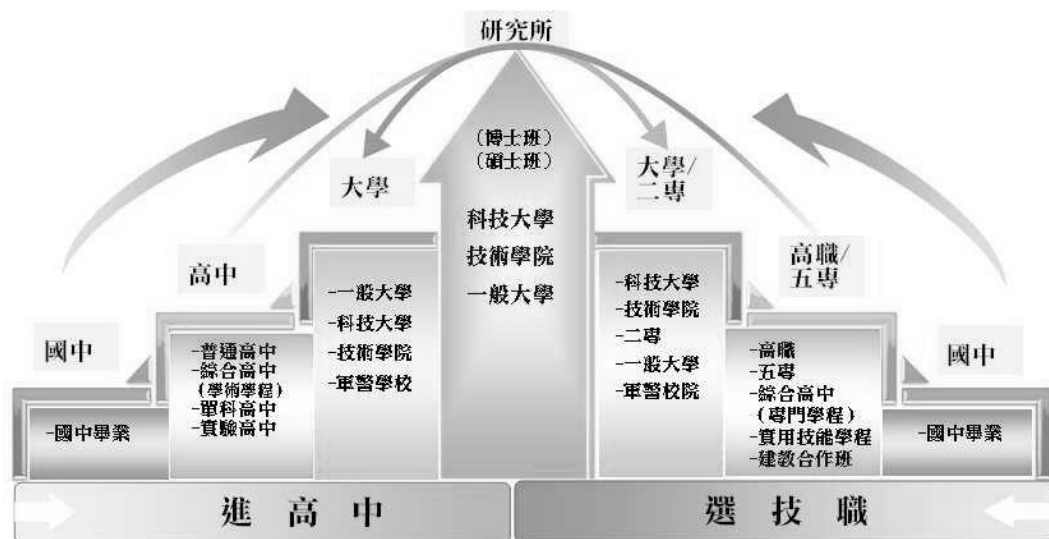 研究所
(博士班)
(碩士班)
科技大學
技術學院
一般大學
大學
高中
國中
-一般大學
-科技大學
-技術學院
-軍警學校
-普通高中
-綜合高中
(學術學程)
-單科高中
-實驗高中
-國中畢業
大學/
二專
高職/
五專
國中
-科技大學
-技術學院
-二專
-一般大學
-軍警校院
-高職
-五專
-綜合高中
(專門學程)
-實用技能學程
-建教合作班
-國中畢業
進高中
選技職